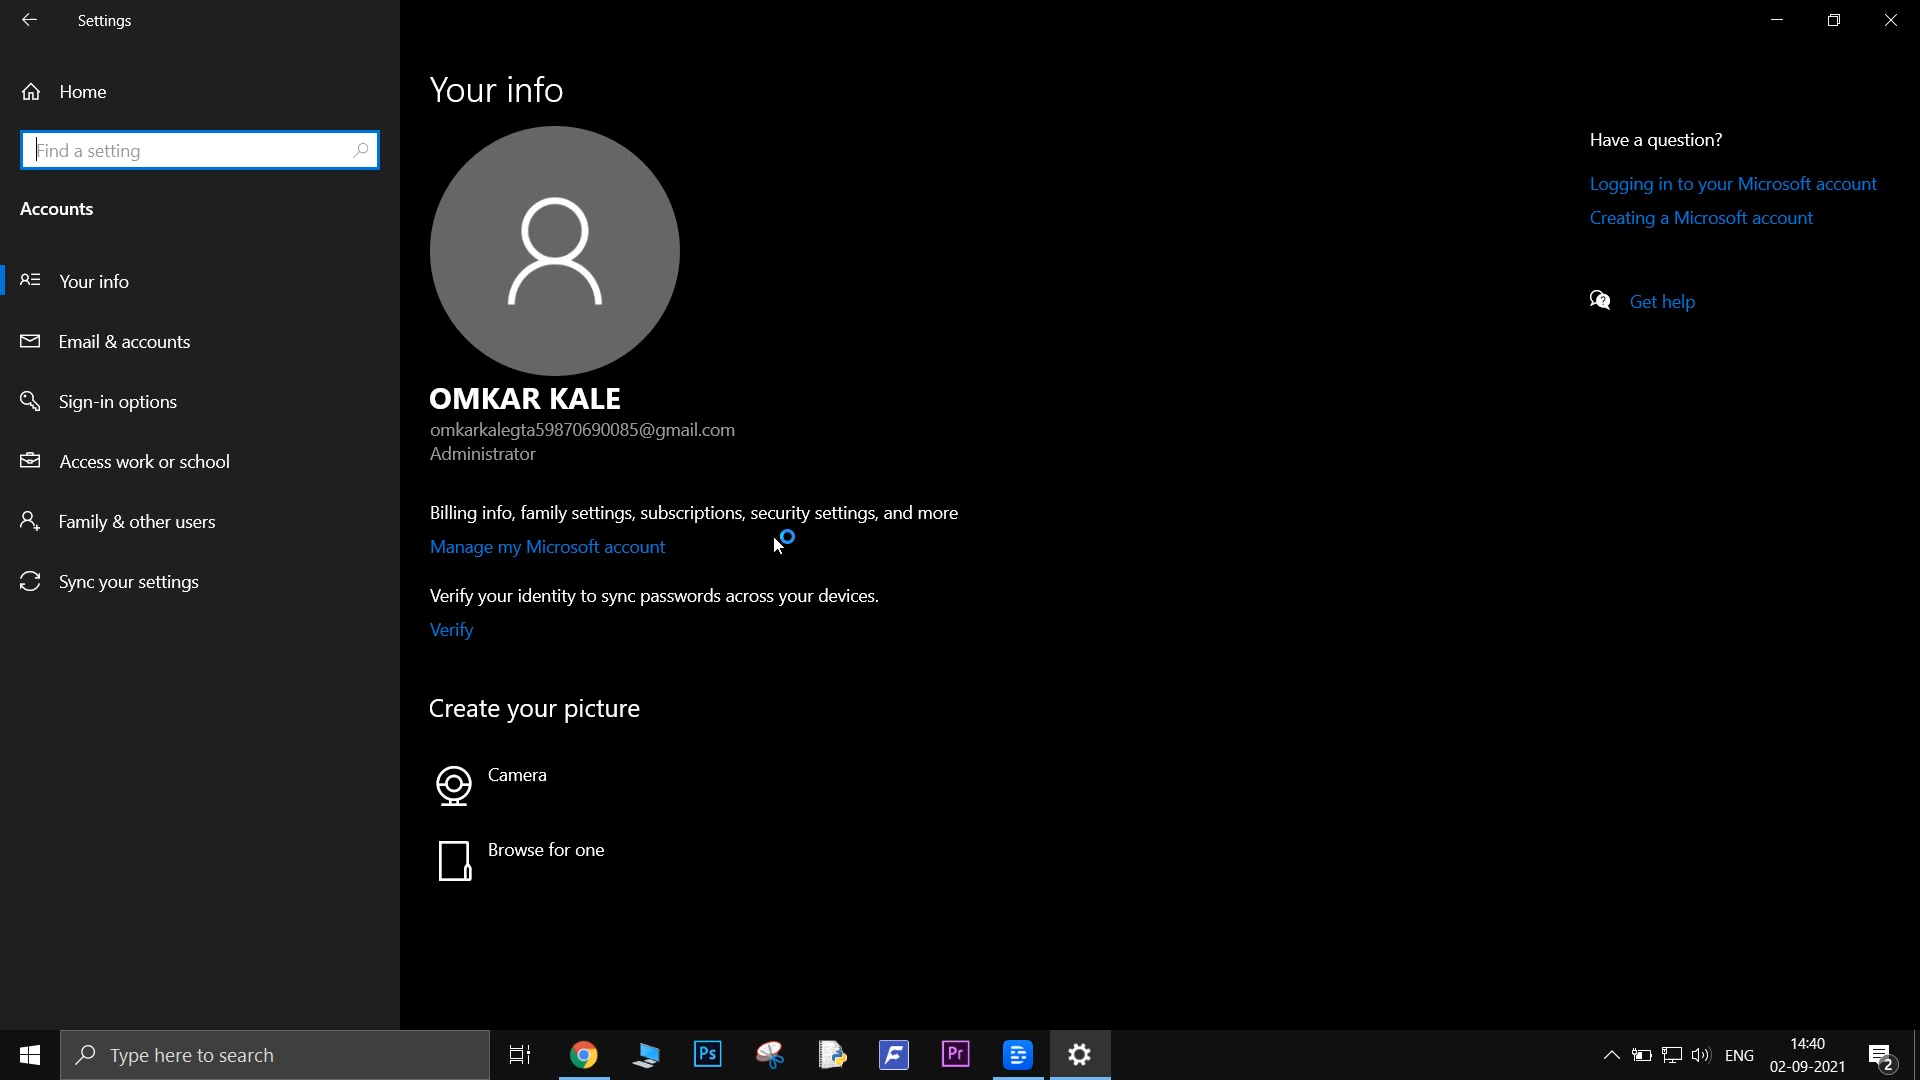 Settings
Home
Find a setting
Accounts
Your info
Email & accounts
Sign-in options
Access work or school
Family & other users
Sync your settings
Your info
OMKAR KALE
omkarkalegta59870690085@gmail.com
Administrator
Billing info, family settings, subscriptions, security settings, and more
Manage my Microsoft account
Verify your identity to sync passwords across your devices.
Verify
Create your picture
Camera
Browse for one
Have a question?
Logging in to your Microsoft account
Creating a Microsoft account
Get help
Type here to search
Ps
F
Pr
ENG
14:40
02-09-2021
2